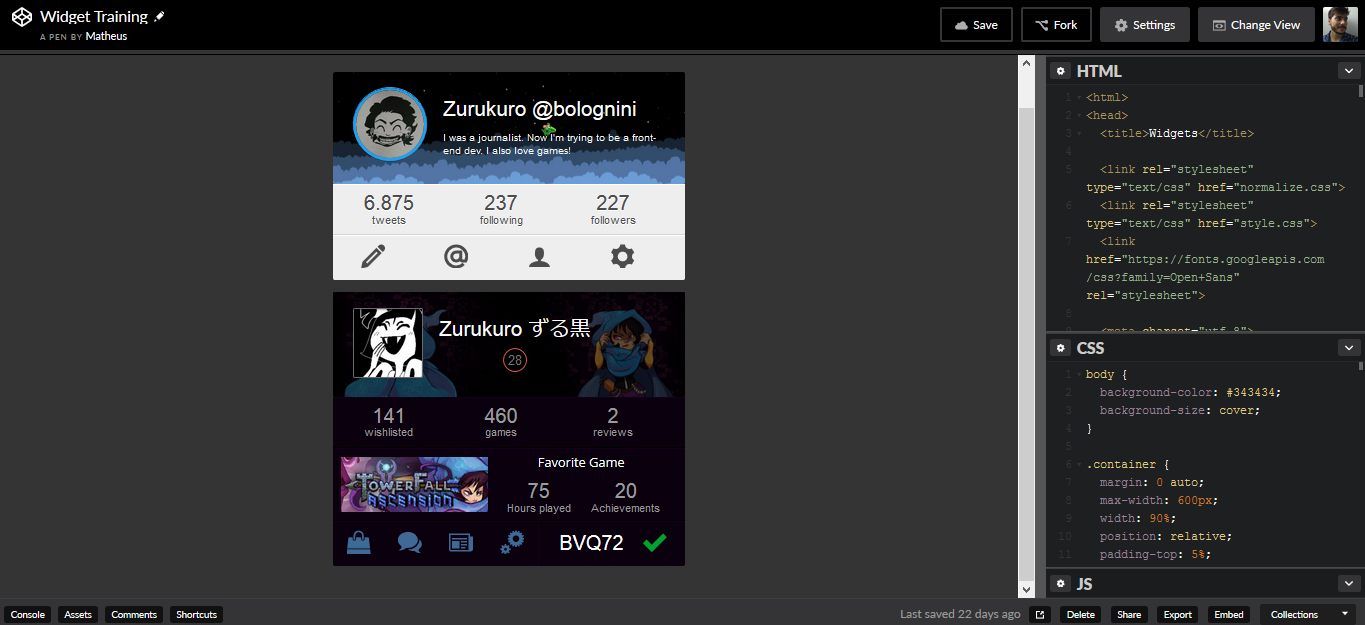 Widget Training
A PEN BY Matheus
Save
Fork
Settings
Change View
Zurukuro @bolognini
I was a journalist. Now I'm trying to be a front-
end dev. I also love games!
6.875
tweets
237
following
227
followers
Zurukuro ずる黒
28
141
wishlisted
460
games
2
reviews
TOWERFALL
ASCENSION
Favorite Game
75
Hours played
20
Achievements
BVQ72
HTML
1 <html>
2 <head>
3 <title>Widgets</title>
4
5 <link rel="stylesheet"
type="text/css" href="normalize.css">
6 <link rel="stylesheet"
type="text/css" href="style.css">
7 <link
href="https://fonts.googleapis.com
/css?family=Open+Sans"
rel="stylesheet">
8
9 <meta charset="utf-8">
CSS
1 body {
2 background-color: #343434;
3 background-size: cover;
4 }
5
6 .container {
7 margin: 0 auto;
8 max-width: 600px;
9 width: 90%;
10 position: relative;
11 padding-top: 5%;
JS
Console
Assets
Comments
Shortcuts
Last saved 22 days ago
Delete
Share
Export
Embed
Collections